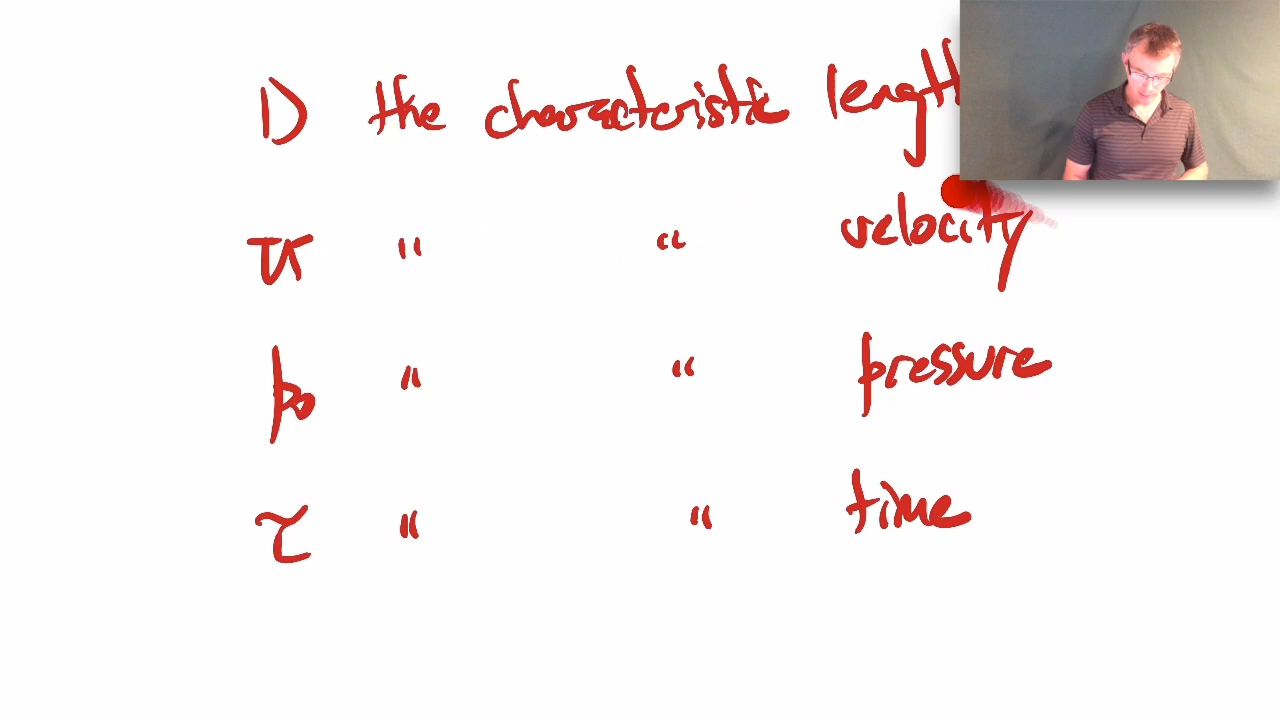 D the characteristic length
U " " velocity
p₀ " " pressure
τ " " time